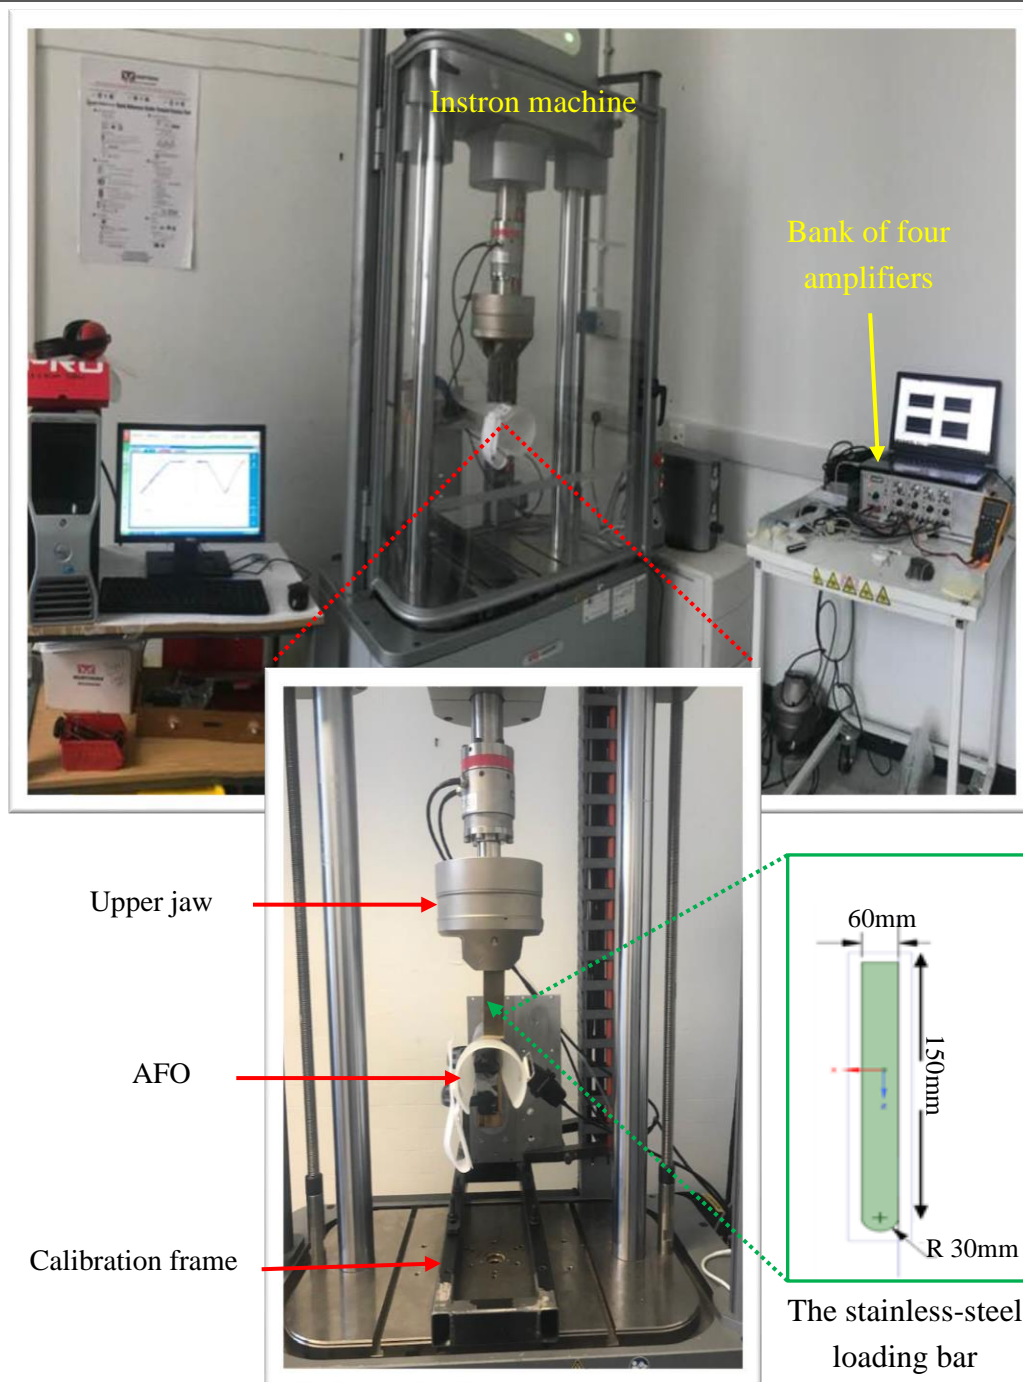 Instron machine
Bank of four
amplifiers
Upper jaw
AFO
Calibration frame
60mm
150mm
R 30mm
The stainless-steel
loading bar